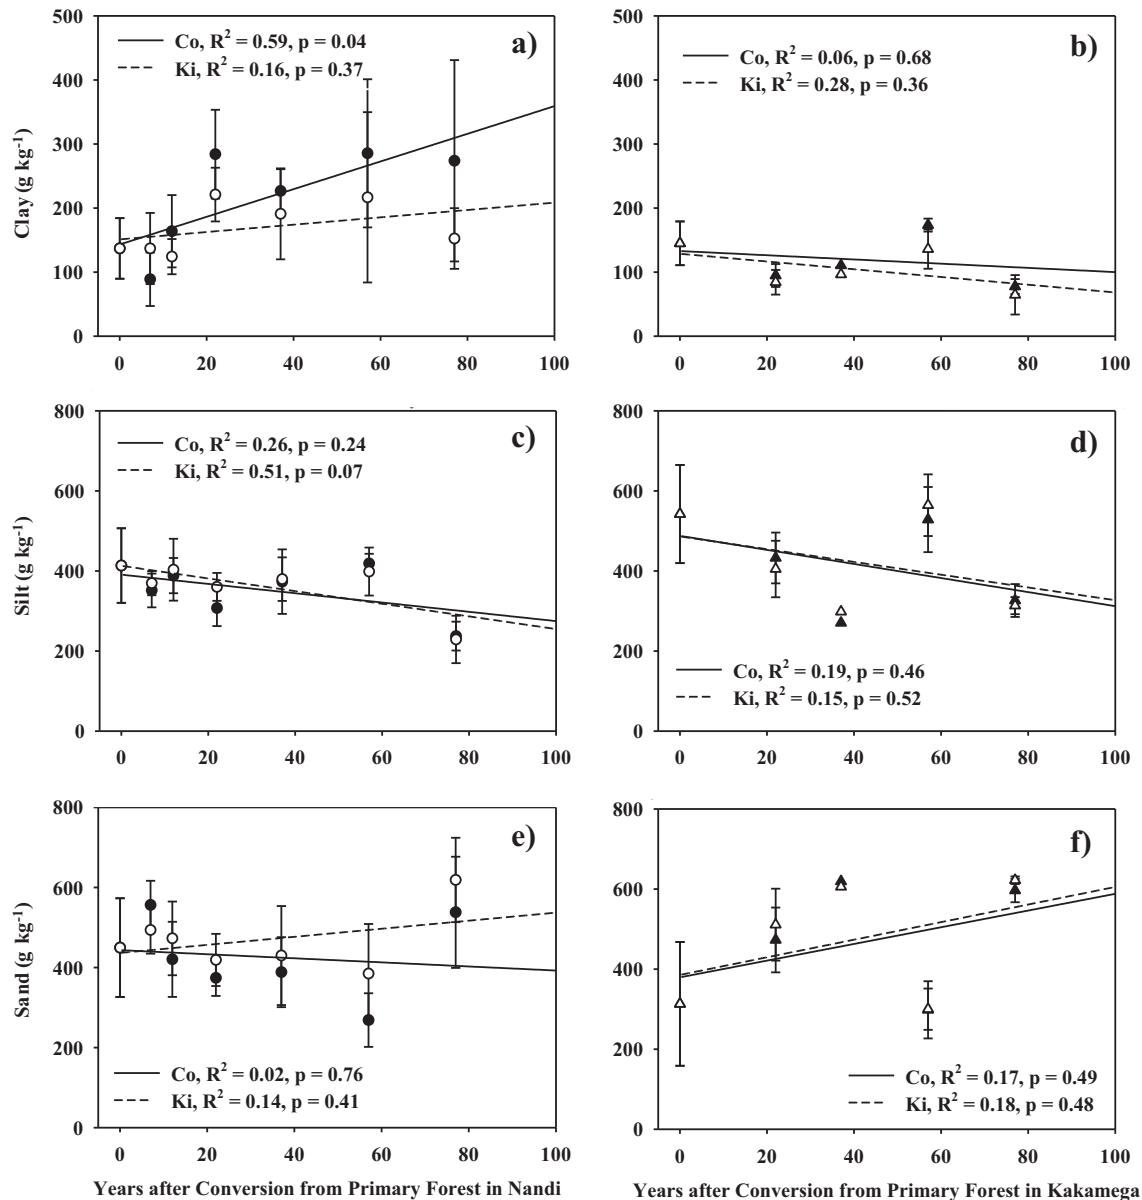 500
400
300
200
100
0
Clay (g kg⁻¹)
Co, R² = 0.59, p = 0.04
Ki, R² = 0.16, p = 0.37
a)
0 20 40 60 80 100
500
400
300
200
100
0
Co, R² = 0.06, p = 0.68
Ki, R² = 0.28, p = 0.36
b)
0 20 40 60 80 100
800
600
400
200
0
Silt (g kg⁻¹)
Co, R² = 0.26, p = 0.24
Ki, R² = 0.51, p = 0.07
c)
0 20 40 60 80 100
800
600
400
200
0
d)
Co, R² = 0.19, p = 0.46
Ki, R² = 0.15, p = 0.52
0 20 40 60 80 100
800
600
400
200
0
Sand (g kg⁻¹)
e)
Co, R² = 0.02, p = 0.76
Ki, R² = 0.14, p = 0.41
0 20 40 60 80 100
Years after Conversion from Primary Forest in Nandi
800
600
400
200
0
f)
Co, R² = 0.17, p = 0.49
Ki, R² = 0.18, p = 0.48
0 20 40 60 80 100
Years after Conversion from Primary Forest in Kakamega